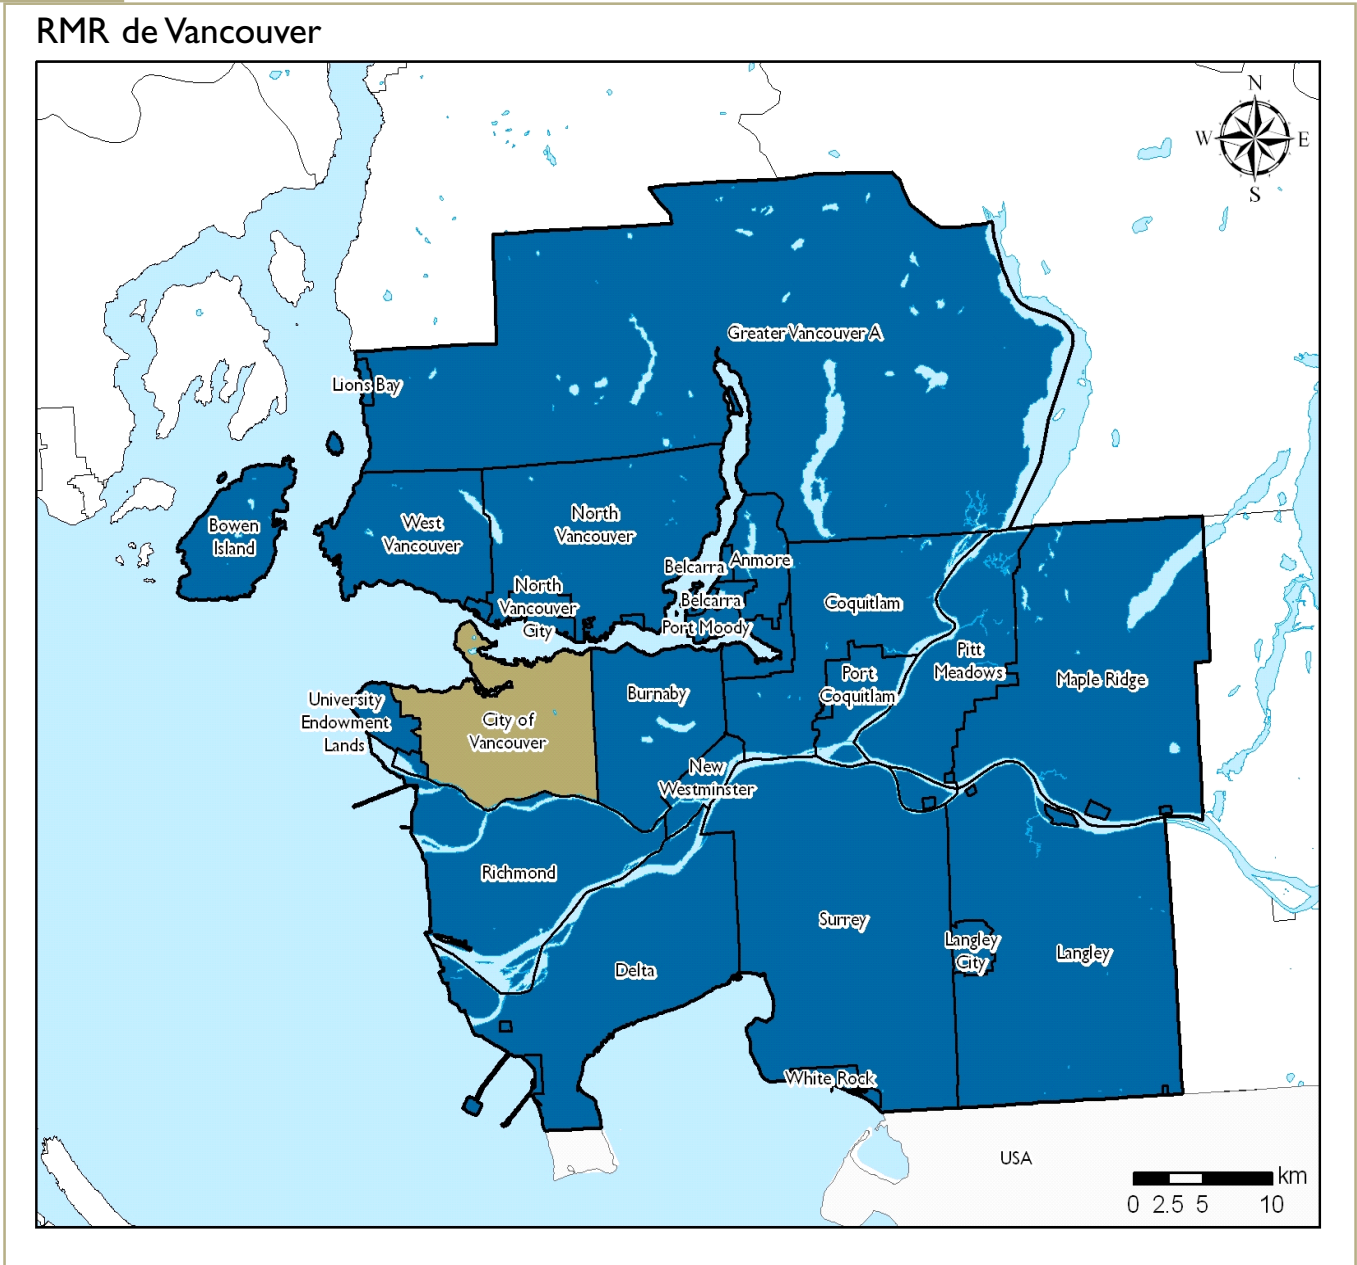 RMR de Vancouver
N
W
E
S
Greater Vancouver A
Lions Bay
Bowen
Island
West
Vancouver
North
Vancouver
Belcarra
Anmore
North
Vancouver
City
Belcarra
Port Moody
Coquitlam
Pitt
Meadows
Port
Coquitlam
Maple Ridge
Burnaby
University
Endowment
Lands
City of
Vancouver
New
Westminster
Richmond
Surrey
Langley
City
Langley
Delta
White Rock
USA
km
0 2.5 5 10